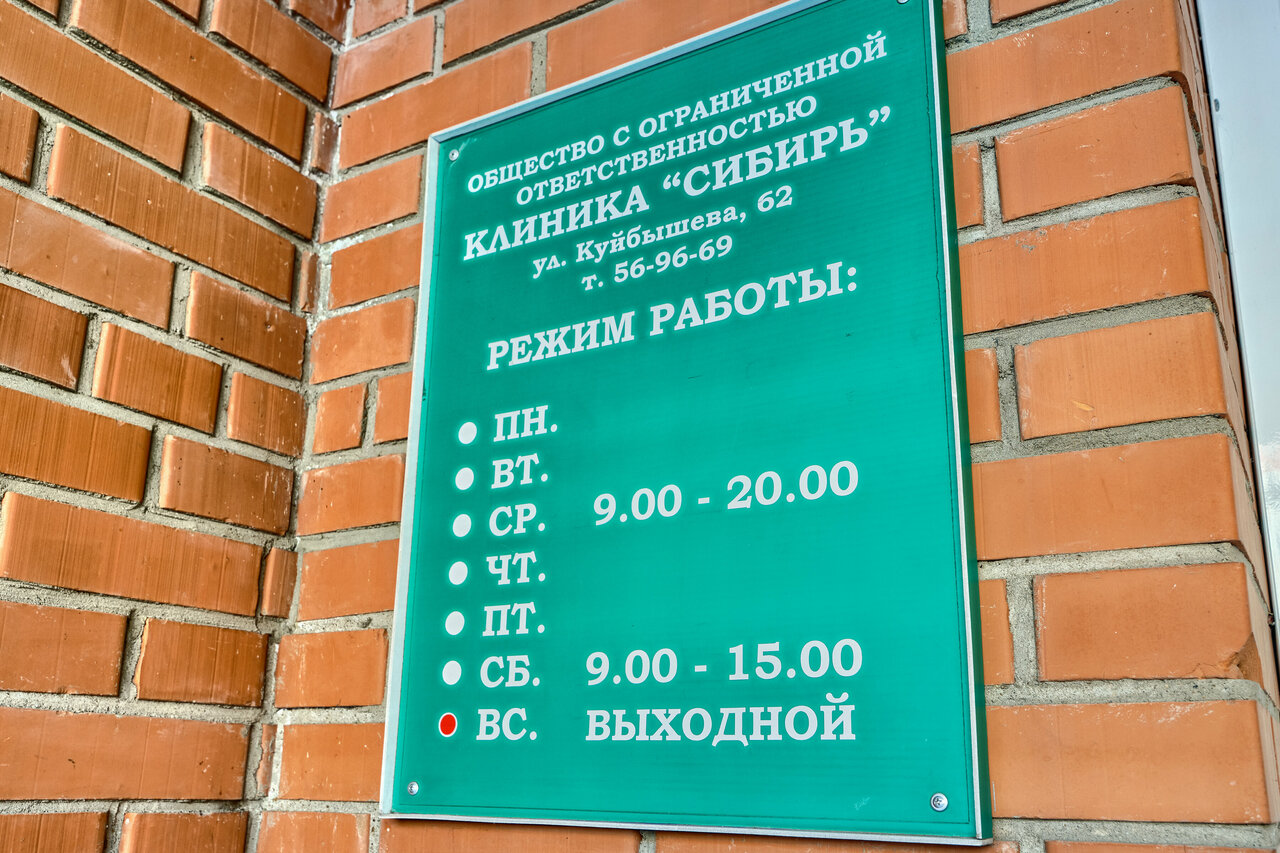 ОБЩЕСТВО С ОГРАНИЧЕННОЙ
ОТВЕТСТВЕННОСТЬЮ
КЛИНИКА “СИБИРЬ”
ул. Куйбышева, 62
т. 56-96-69
РЕЖИМ РАБОТЫ:
ПН.
ВТ.
СР. 9.00 - 20.00
ЧТ.
ПТ.
СБ. 9.00 - 15.00
ВС. ВЫХОДНОЙ